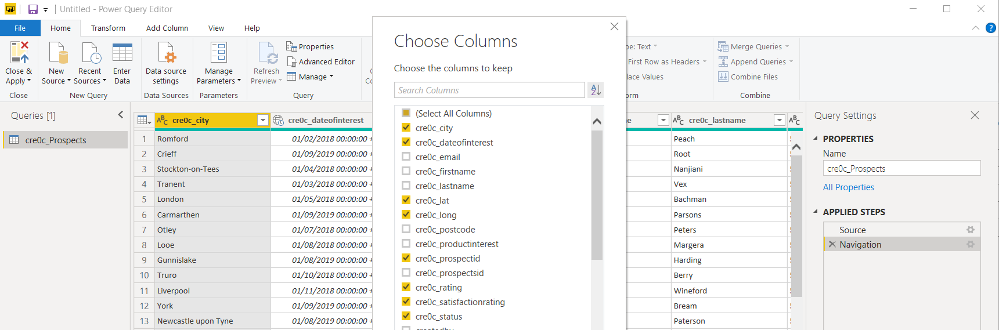 Untitled - Power Query Editor
File Home Transform Add Column View Help
Close & Apply
New Source
Recent Sources
Enter Data
Data source settings
Manage Parameters
Refresh Preview
Properties
Advanced Editor
Manage
Close
New Query
Data Sources
Parameters
Query
Choose Columns
Choose the columns to keep
Search Columns
(Select All Columns)
cre0c_city
cre0c_dateofinterest
cre0c_email
cre0c_firstname
cre0c_lastname
cre0c_lat
cre0c_long
cre0c_postcode
cre0c_productinterest
cre0c_prospectid
cre0c_prospectsid
cre0c_rating
cre0c_satisfactionrating
cre0c_status
createdby
pe: Text
First Row as Headers
lace Values
rm
Merge Queries
Append Queries
Combine Files
Combine
Queries [1]
cre0c_Prospects
ABC cre0c_city cre0c_dateofinterest ne ABC cre0c_lastname ABC
1 Romford 01/02/2018 00:00:00 + Peach
2 Crieff 01/09/2019 00:00:00 + Root
3 Stockton-on-Tees 01/04/2018 00:00:00 + Nanjiani
4 Tranent 01/03/2018 00:00:00 + Vex
5 London 01/05/2018 00:00:00 + Bachman
6 Carmarthen 01/09/2019 00:00:00 + Parsons
7 Otley 01/07/2018 00:00:00 + Peters
8 Looe 01/08/2018 00:00:00 + Margera
9 Gunnislake 01/08/2019 00:00:00 + Harding
10 Truro 01/10/2018 00:00:00 + Berry
11 Liverpool 01/11/2018 00:00:00 + Wineford
12 York 01/09/2019 00:00:00 + Bream
13 Newcastle upon Tyne 01/08/2019 00:00:00 + Paterson
Query Settings
PROPERTIES
Name
cre0c_Prospects
All Properties
APPLIED STEPS
Source
Navigation